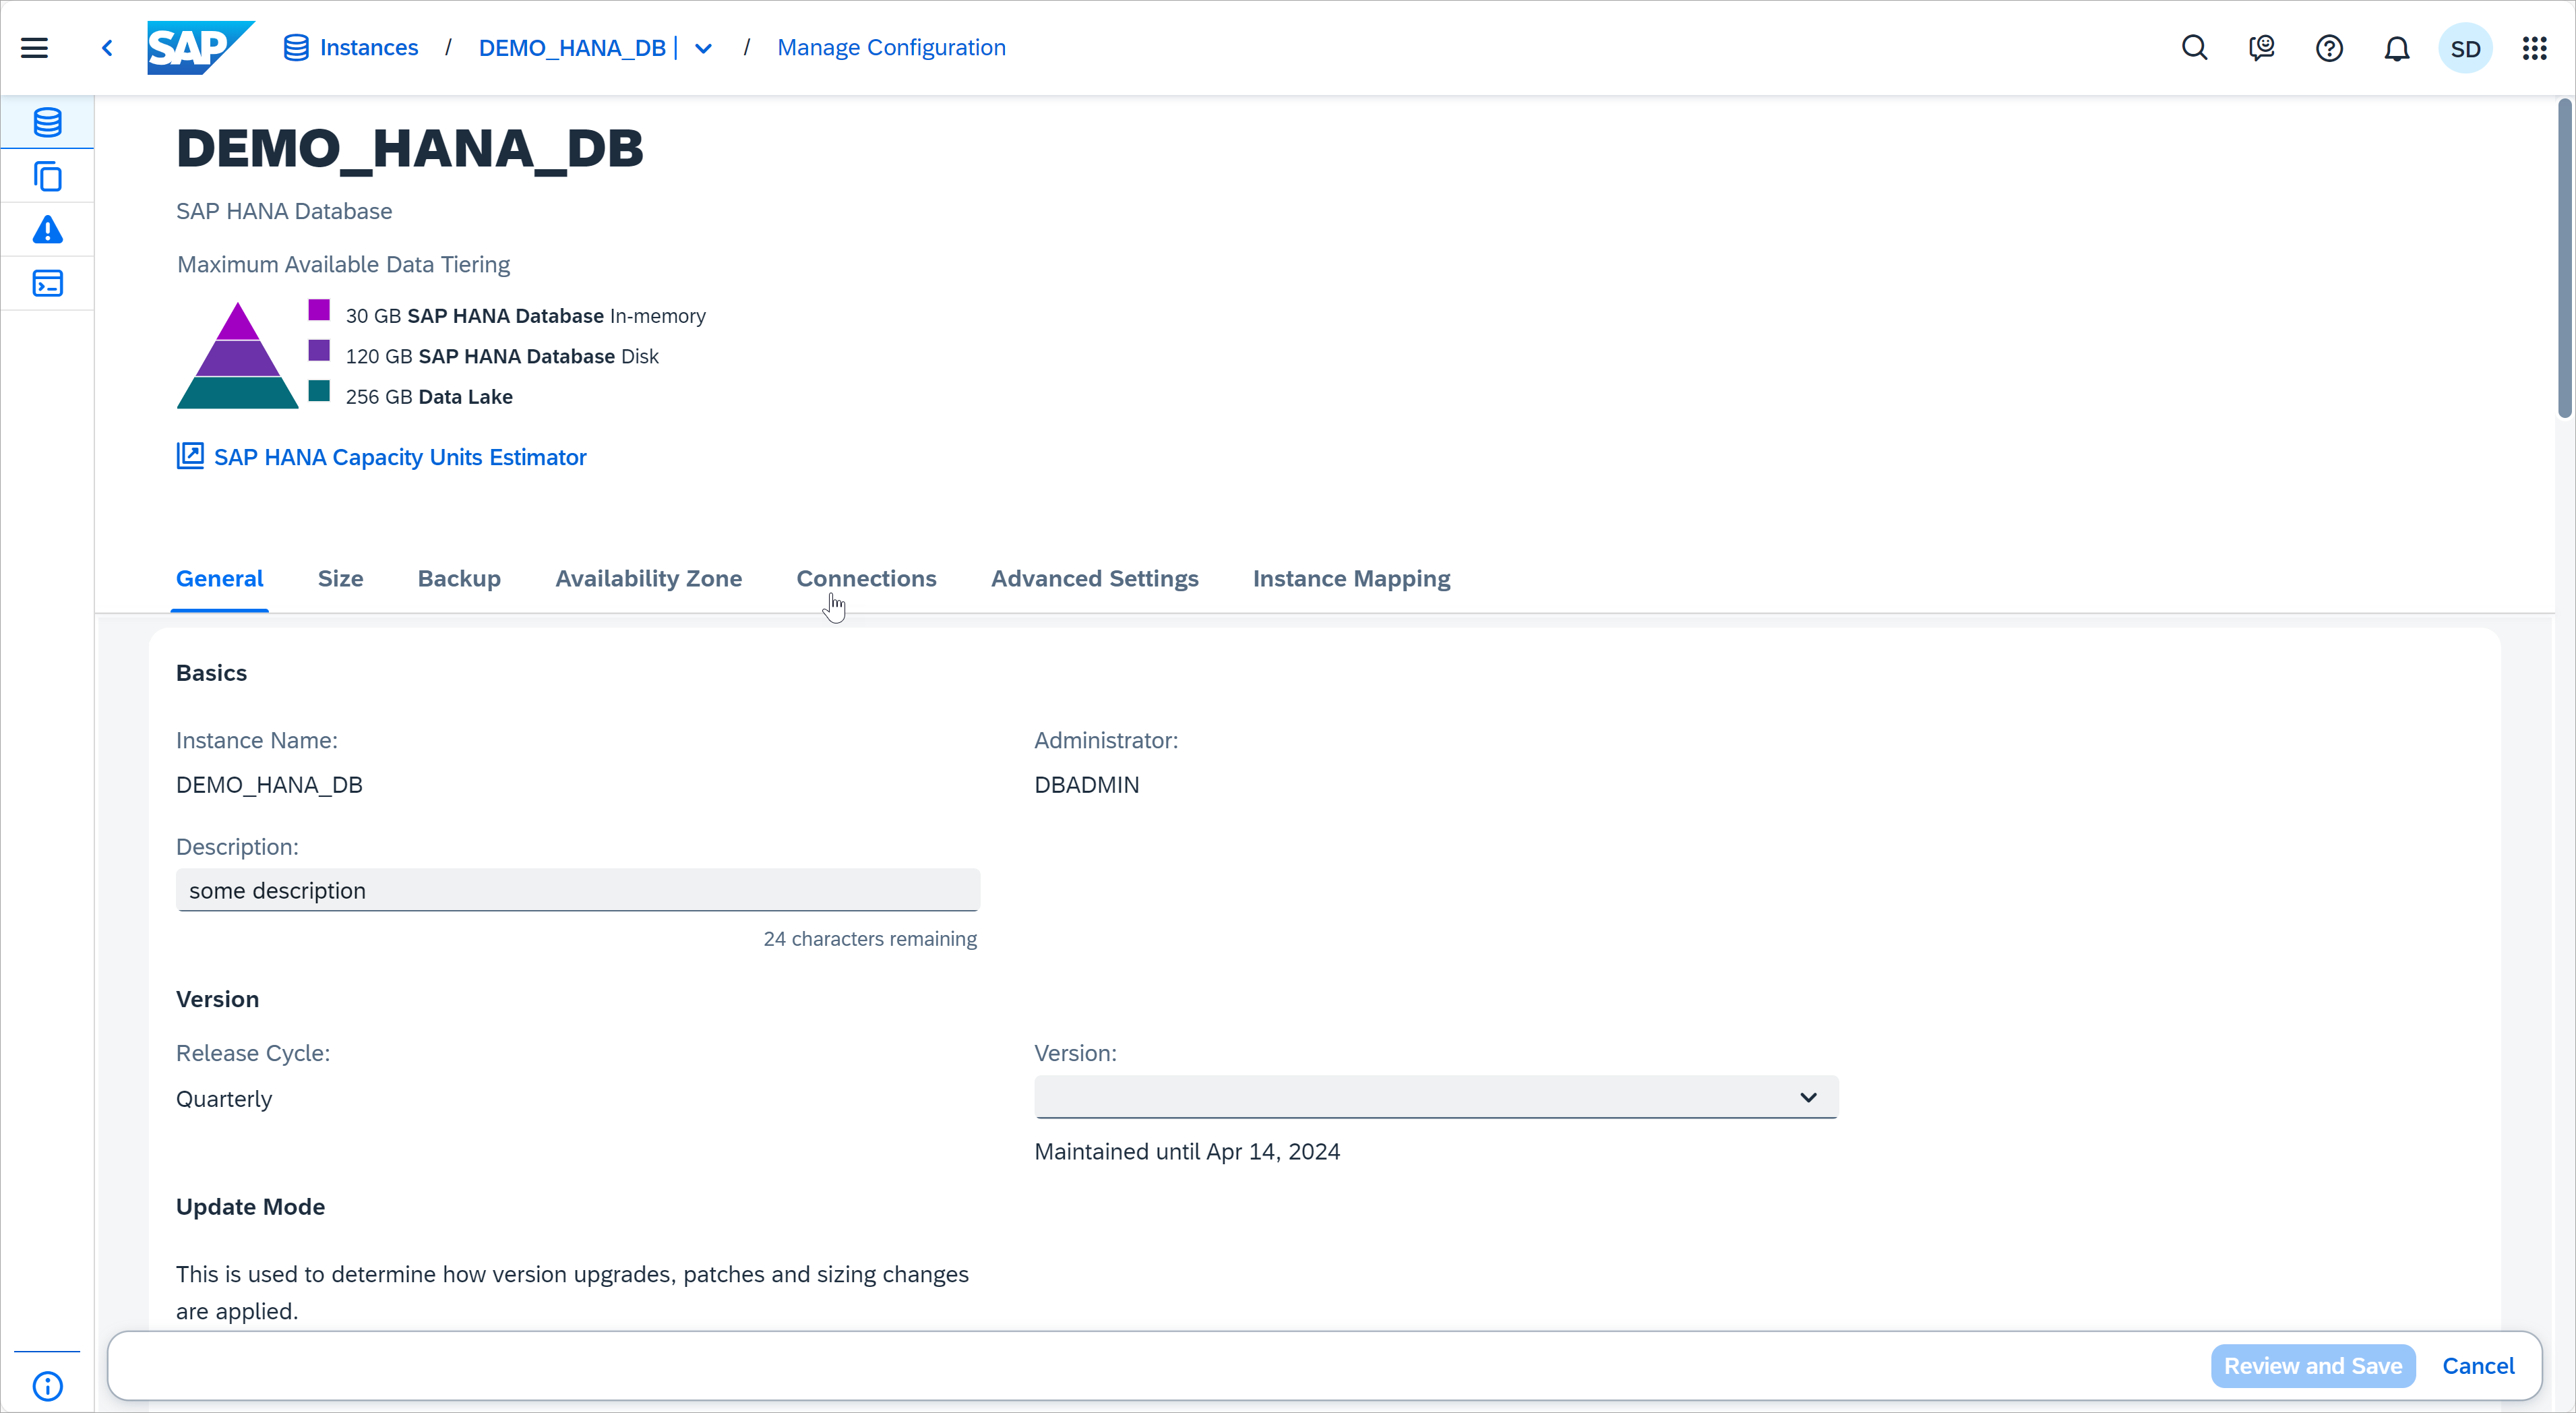 SAP
Instances / DEMO_HANA_DB | / Manage Configuration
SD
DEMO_HANA_DB
SAP HANA Database
Maximum Available Data Tiering
30 GB SAP HANA Database In-memory
120 GB SAP HANA Database Disk
256 GB Data Lake
SAP HANA Capacity Units Estimator
General Size Backup Availability Zone Connections Advanced Settings Instance Mapping
Basics
Instance Name: Administrator:
DEMO_HANA_DB DBADMIN
Description:
some description
24 characters remaining
Version
Release Cycle: Version:
Quarterly
Maintained until Apr 14, 2024
Update Mode
This is used to determine how version upgrades, patches and sizing changes
are applied.
Review and Save Cancel